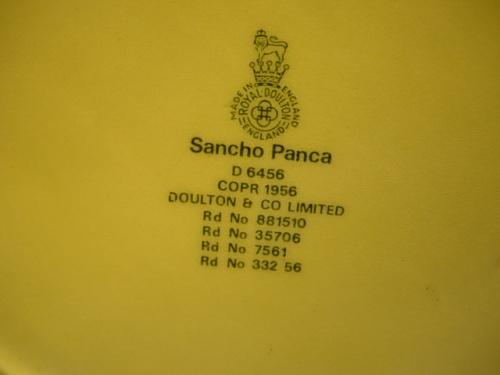 MADE IN ENGLAND
ROYAL DOULTON
ENGLAND
Sancho Panca
D 6456
COPR 1956
DOULTON & CO LIMITED
Rd No 881510
Rd No 35706
Rd No 7561
Rd No 332 56